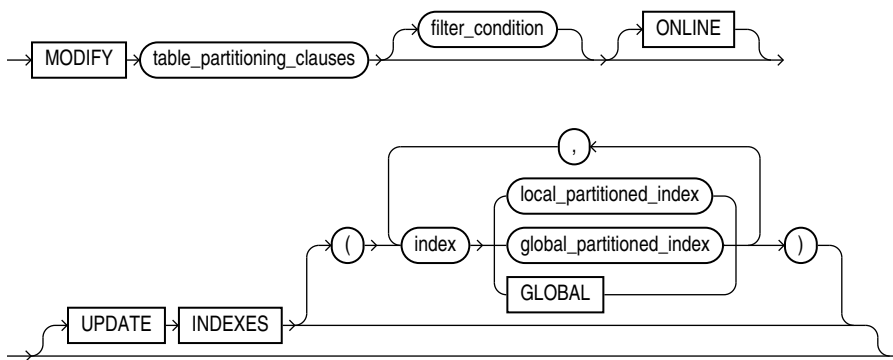 filter_condition ONLINE
MODIFY table_partitioning_clauses
,
local_partitioned_index
( index global_partitioned_index )
GLOBAL
UPDATE INDEXES